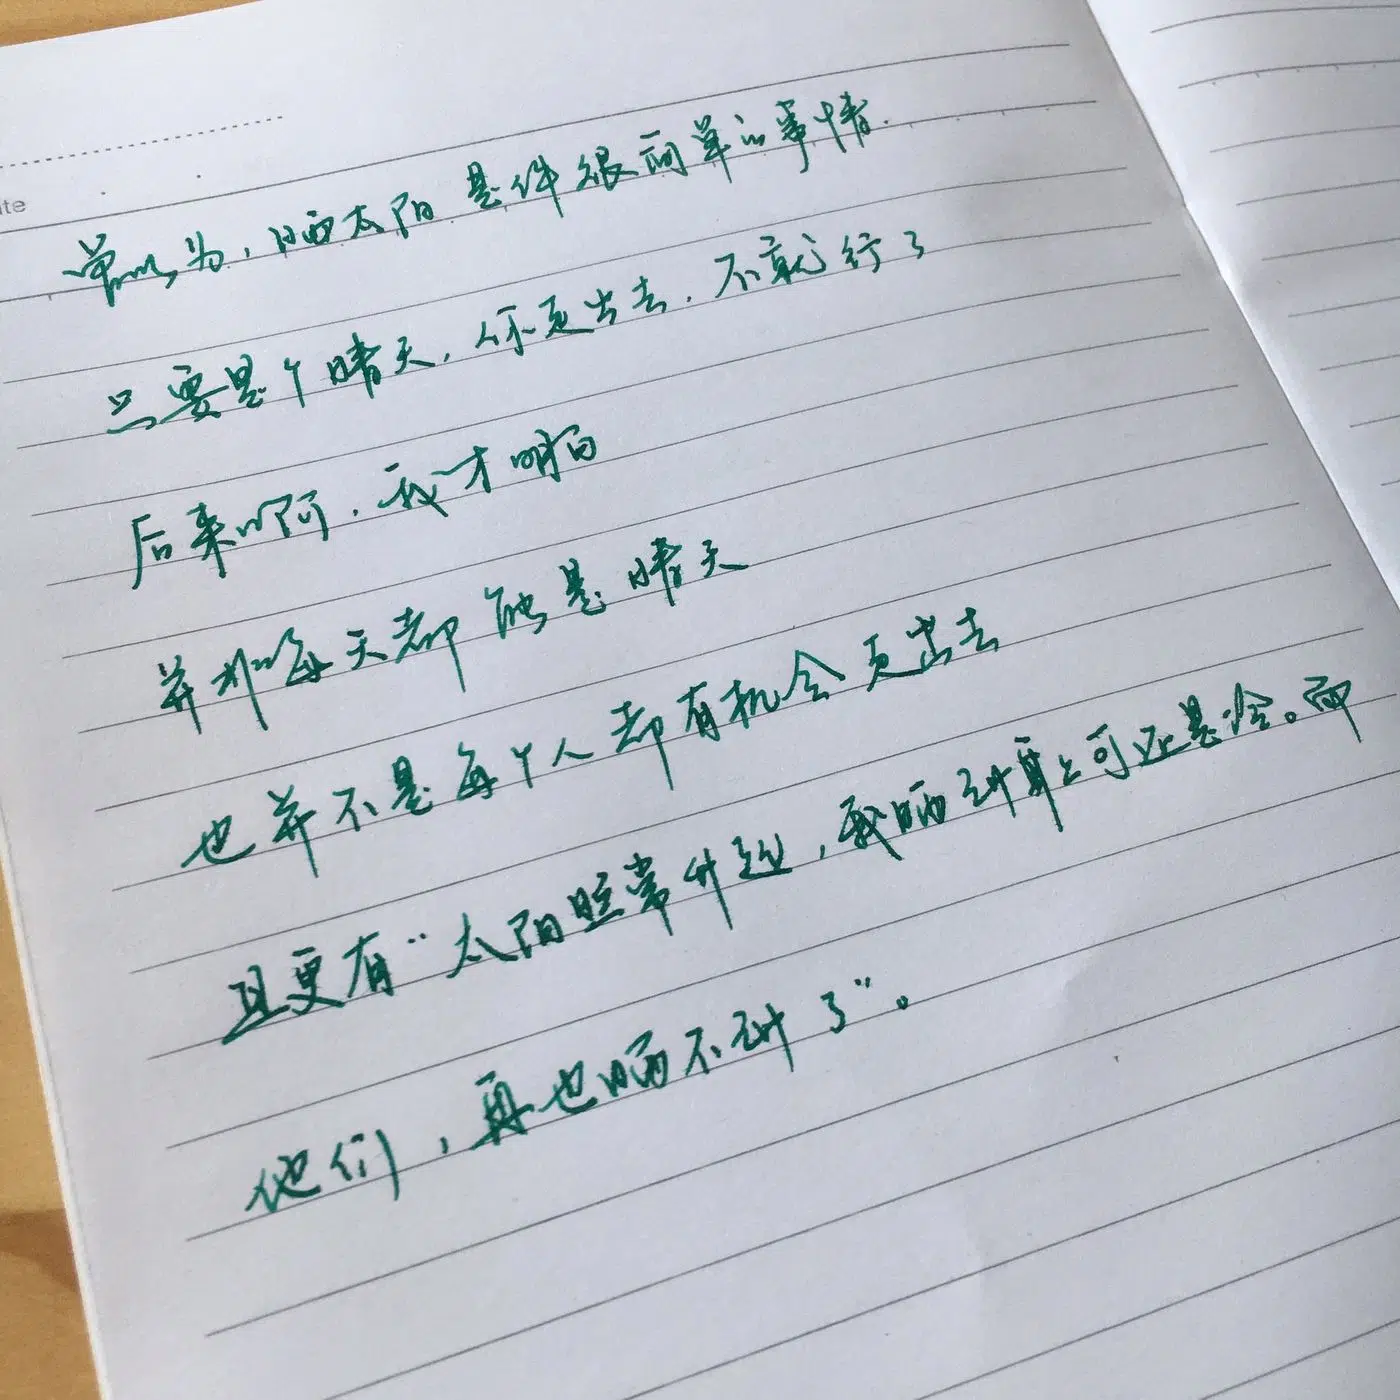 ate
曾以为，晒太阳是件很简单的事情.
只要是个晴天，你更出去，不就行了
后来啊，我才明白
并非每天都能是晴天
也并不是每个人都有机会更出去
且更有“太阳照常升起，我晒到身上可还是冷。而
他们，再也晒不到了”。